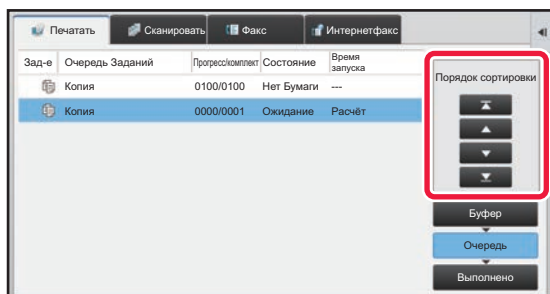 Печатать Сканировать Факс Интернетфакс
Зад-е Очередь Заданий Прогресс/комплект Состояние Время запуска
Порядок сортировки
Копия 0100/0100 Нет Бумаги ---
Копия 0000/0001 Ожидание Расчёт
Буфер
Очередь
Выполнено